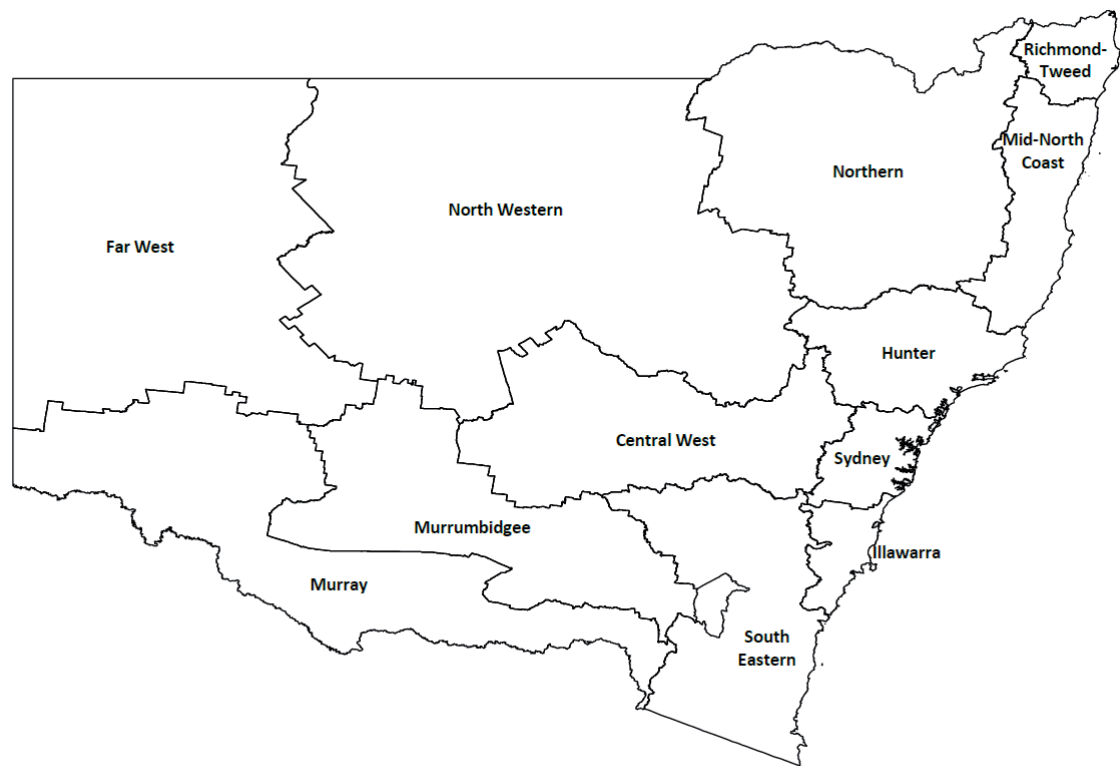 Richmond-
Tweed
Mid-North
Coast
Northern
North Western
Far West
Hunter
Central West
Sydney
Murrumbidgee
Illawarra
Murray
South
Eastern